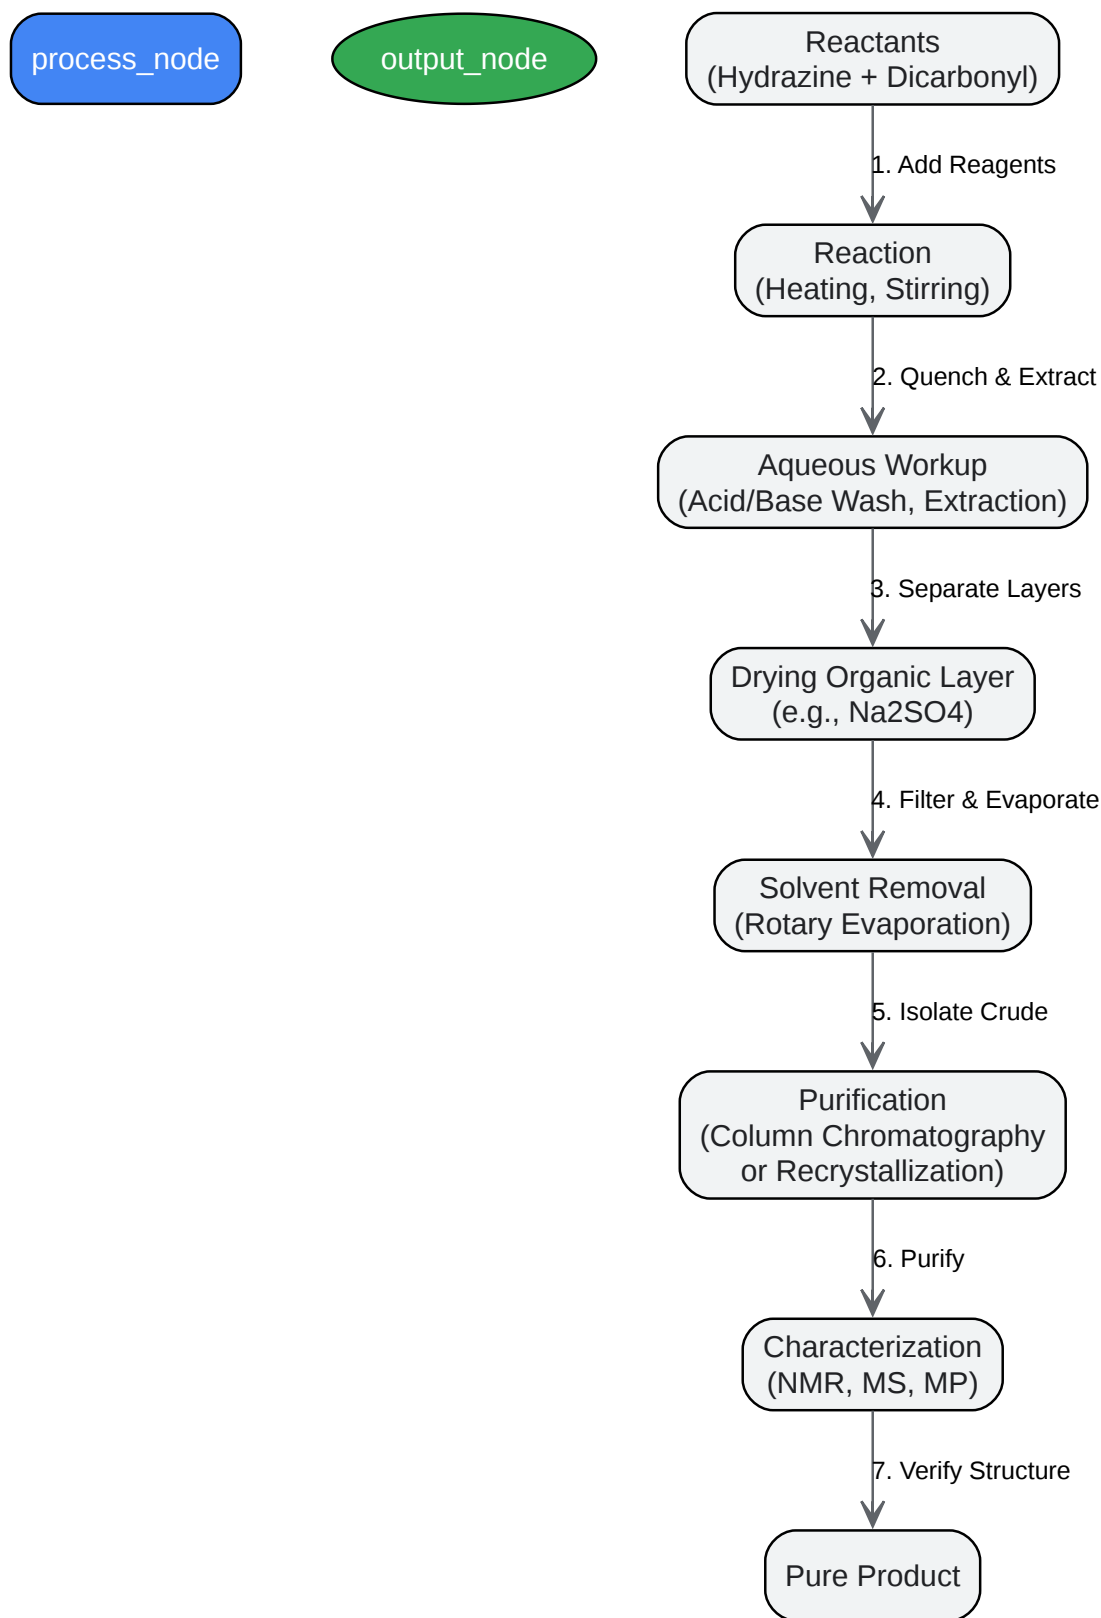 process_node
output_node
Reactants
(Hydrazine + Dicarbonyl)
1. Add Reagents
Reaction
(Heating, Stirring)
2. Quench & Extract
Aqueous Workup
(Acid/Base Wash, Extraction)
3. Separate Layers
Drying Organic Layer
(e.g., Na2SO4)
4. Filter & Evaporate
Solvent Removal
(Rotary Evaporation)
5. Isolate Crude
Purification
(Column Chromatography
or Recrystallization)
6. Purify
Characterization
(NMR, MS, MP)
7. Verify Structure
Pure Product